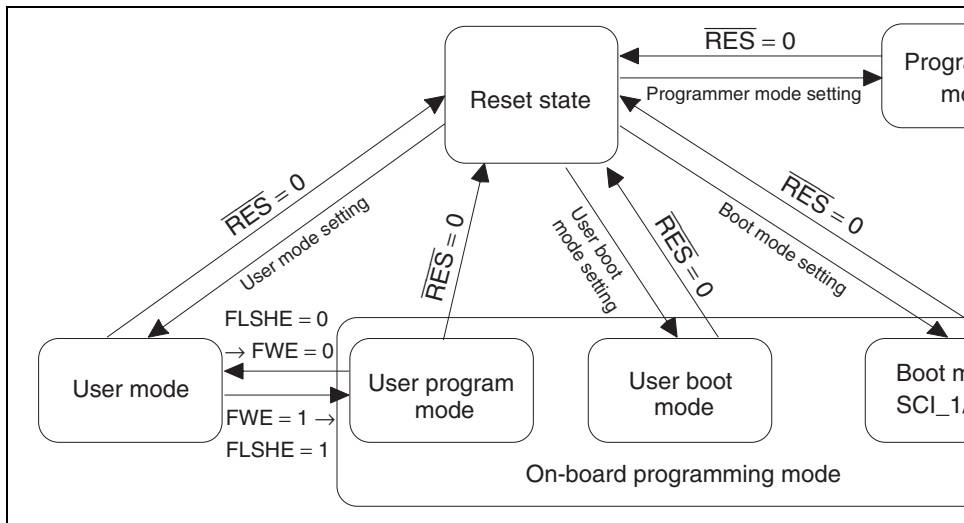 RES = 0
Programmer mode setting
Reset state
RES = 0
User mode setting
RES = 0
User boot
mode setting
RES = 0
RES = 0
Boot mode setting
FLSHE = 0
→ FWE = 0
FWE = 1 →
FLSHE = 1
User mode
User program
mode
User boot
mode
Boot
SCI_1/
On-board programming mode